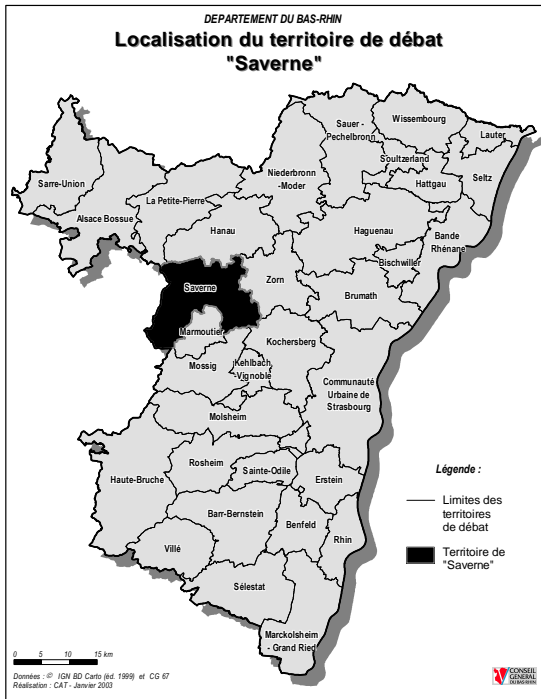 DEPARTEMENT DU BAS-RHIN
Localisation du territoire de débat
"Saverne"
Wissembourg
Sauer -
Pechelbronn
Lauter
Soultzerland
Seltz
Hattgau
Niederbronn
-Moder
Sarre-Union
La Petite-Pierre
Alsace Bossue
Hanau
Haguenau
Bande
Rhénane
Bischwiller
Saverne
Zorn
Brumath
Marmoutier
Kochersberg
Mossig
Kehlbach
-Vignoble
Communauté
Urbaine de
Strasbourg
Molsheim
Rosheim
Sainte-Odile
Haute-Bruche
Erstein
Barr-Bernstein
Benfeld
Rhin
Villé
Sélestat
Marckolsheim
- Grand Ried
Légende :
Limites des
territoires
de débat
Territoire de
"Saverne"
0 5 10 15 km
Données : © IGN BD Carto (éd. 1999) et CG 67
Réalisation : CAT - Janvier 2003
CONSEIL
GENERAL
DU BAS-RHIN